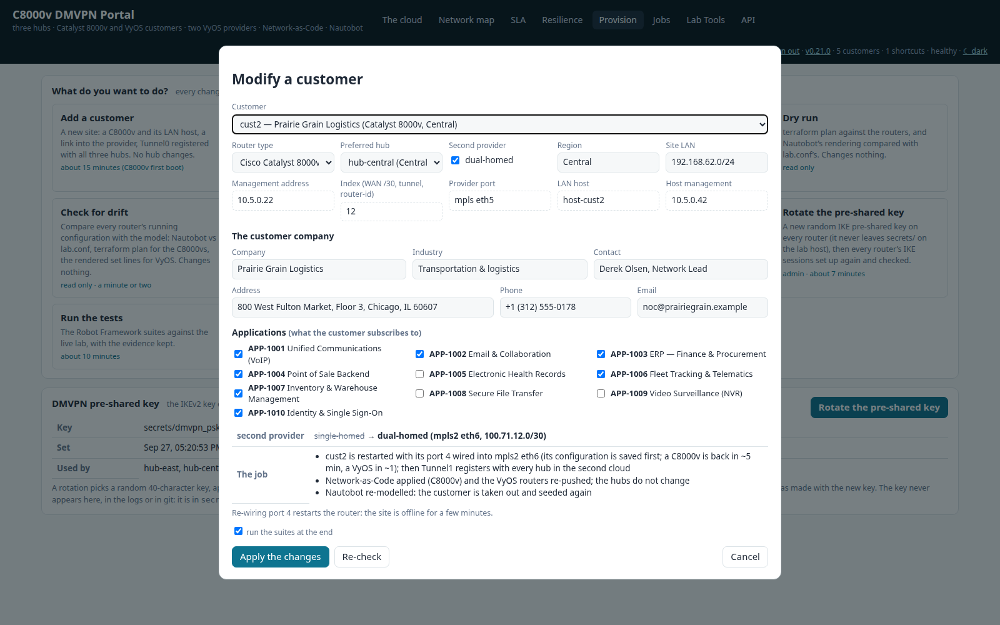 C8000v DMVPN Portal
three hubs · Catalyst 8000v and VyOS customers · two VyOS providers · Network-as-Code · Nautobot
The cloud
Network map
SLA
Resilience
Provision
Jobs
Lab Tools
API
out · v0.21.0 · 5 customers · 1 shortcuts · healthy · ☾ dark
What do you want to do?
Add a customer
A new site: a C8000v and its LAN host, a
link into the provider, Tunnel0 registered
with all three hubs. No hub changes.
about 15 minutes (C8000v first boot)
Check for drift
Compare every router's running
configuration with the model: Nautobot vs
lab.conf, terraform plan for the C8000vs,
the rendered set lines for VyOS. Changes
nothing.
read only · a minute or two
Run the tests
The Robot Framework suites against the
live lab, with the evidence kept.
about 10 minutes
Dry run
terraform plan against the routers, and
Nautobot's rendering compared with
lab.conf's. Changes nothing.
read only
Rotate the pre-shared key
A new random IKE pre-shared key on
every router (it never leaves secrets/ on
the lab host), then every router's IKE
sessions set up again and checked.
admin · about 7 minutes
DMVPN pre-shared key the IKEv2 key
Rotate the pre-shared key
Key
secrets/dmvpn_psk
Set
Sep 27, 05:20:53 PM
Used by
hub-east, hub-cent
A rotation picks a random 40-character key,
as made with the new key. The key never
appears here, in the logs or in git: it is in
Modify a customer
Customer
cust2 — Prairie Grain Logistics (Catalyst 8000v, Central)
Router type
Preferred hub
Second provider
Region
Site LAN
Cisco Catalyst 8000v
hub-central (Central
dual-homed
Central
192.168.62.0/24
Management address
Index (WAN /30, tunnel,
router-id)
Provider port
LAN host
Host management
10.5.0.22
12
mpls eth5
host-cust2
10.5.0.42
The customer company
Company
Industry
Contact
Prairie Grain Logistics
Transportation & logistics
Derek Olsen, Network Lead
Address
Phone
Email
800 West Fulton Market, Floor 3, Chicago, IL 60607
+1 (312) 555-0178
noc@prairiegrain.example
Applications (what the customer subscribes to)
APP-1001 Unified Communications
(VoIP)
APP-1002 Email & Collaboration
APP-1003 ERP — Finance & Procurement
APP-1004 Point of Sale Backend
APP-1005 Electronic Health Records
APP-1006 Fleet Tracking & Telematics
APP-1007 Inventory & Warehouse
Management
APP-1008 Secure File Transfer
APP-1009 Video Surveillance (NVR)
APP-1010 Identity & Single Sign-On
second provider single-homed → dual-homed (mpls2 eth6, 100.71.12.0/30)
The job
• cust2 is restarted with its port 4 wired into mpls2 eth6 (its configuration is saved first; a C8000v is back in ~5
min, a VyOS in ~1); then Tunnel1 registers with every hub in the second cloud
• Network-as-Code applied (C8000v) and the VyOS routers re-pushed; the hubs do not change
• Nautobot re-modelled: the customer is taken out and seeded again
Re-wiring port 4 restarts the router: the site is offline for a few minutes.
run the suites at the end
Apply the changes
Re-check
Cancel